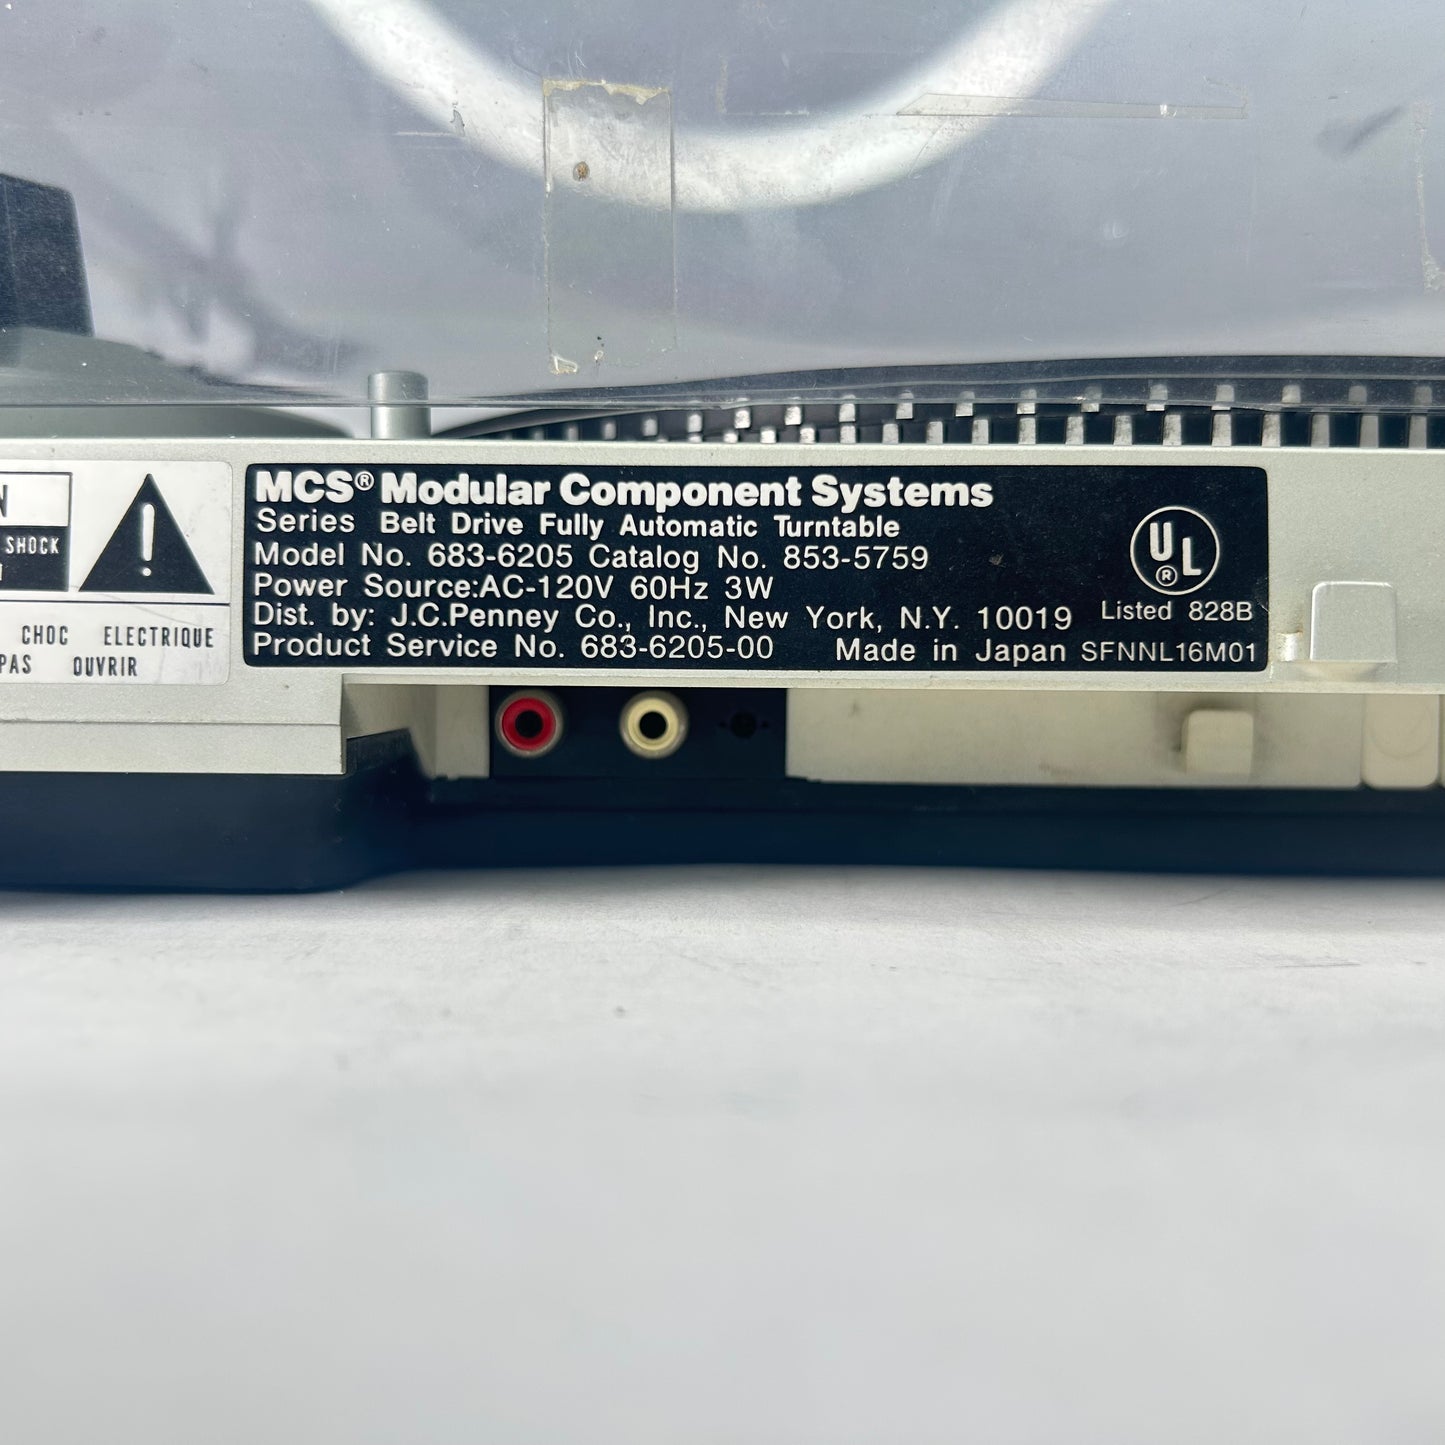 N
SHOCK
CHOC ELECTRIQUE
PAS OUVRIR
MCS® Modular Component Systems
Series Belt Drive Fully Automatic Turntable
Model No. 683-6205 Catalog No. 853-5759
Power Source:AC-120V 60Hz 3W
Dist. by: J.C.Penney Co., Inc., New York, N.Y. 10019
Product Service No. 683-6205-00 Made in Japan SFNNL16M01
UL®
Listed 828B